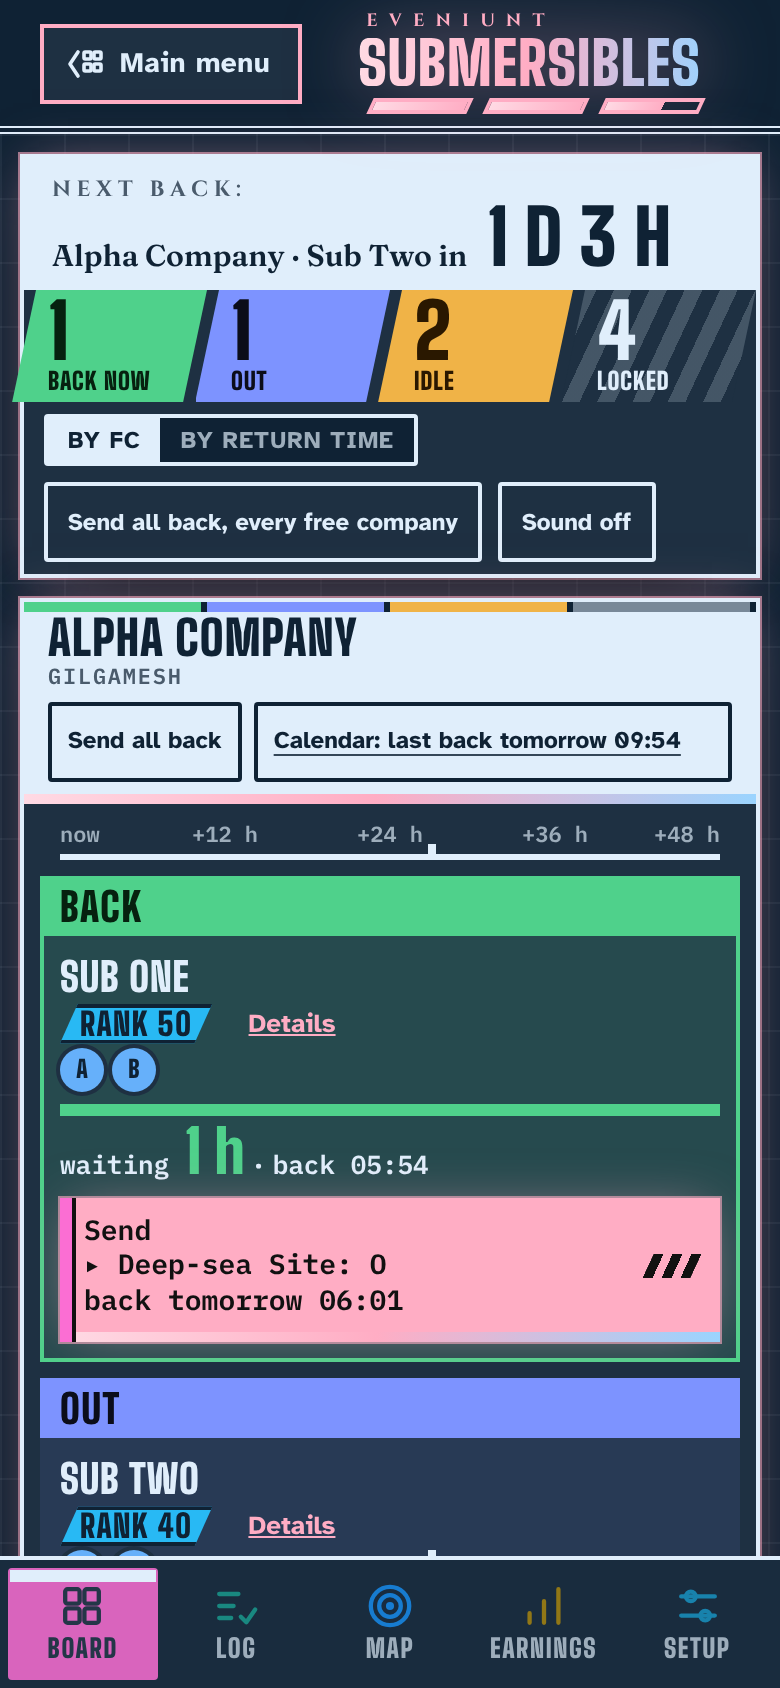 Main menu
EVENIUNT
SUBMERSIBLES
NEXT BACK:
Alpha Company · Sub Two in 1D3H
1 BACK NOW
1 OUT
2 IDLE
4 LOCKED
BY FC BY RETURN TIME
Send all back, every free company
Sound off
ALPHA COMPANY
GILGAMESH
Send all back
Calendar: last back tomorrow 09:54
now +12 h +24 h +36 h +48 h
BACK
SUB ONE
RANK 50 Details
A B
waiting 1h · back 05:54
Send
▸ Deep-sea Site: O
back tomorrow 06:01
OUT
SUB TWO
RANK 40 Details
BOARD LOG MAP EARNINGS SETUP